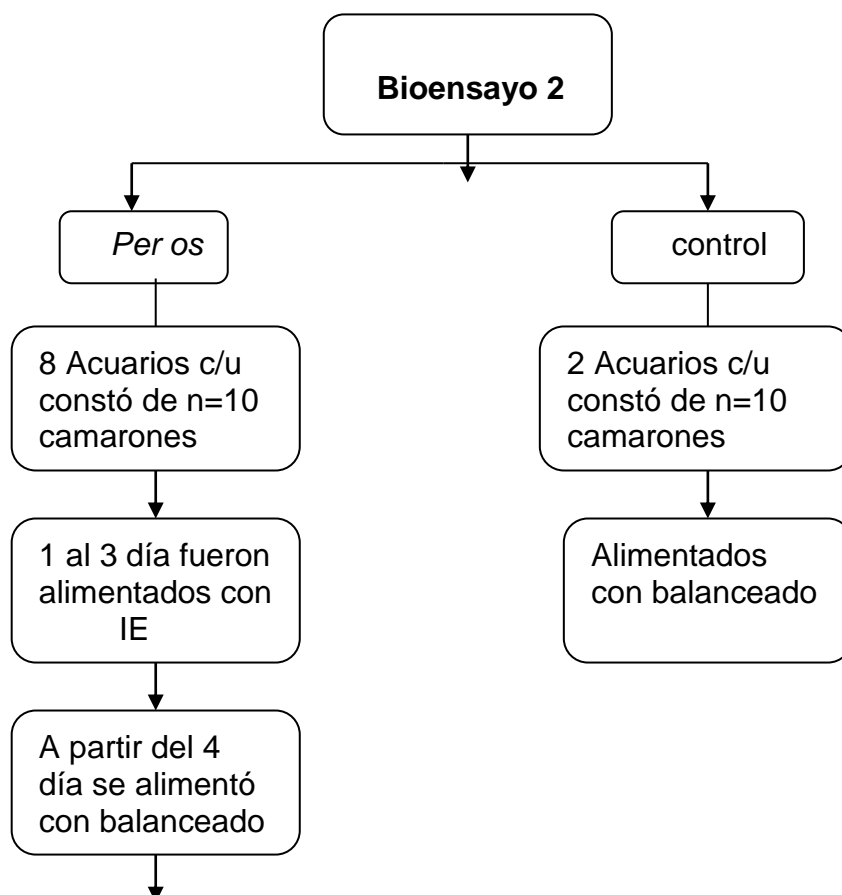 Bioensayo 2
Per os
control
8 Acuarios c/u
constó de n=10
camarones
2 Acuarios c/u
constó de n=10
camarones
1 al 3 día fueron
alimentados con
IE
Alimentados
con balanceado
A partir del 4
día se alimentó
con balanceado